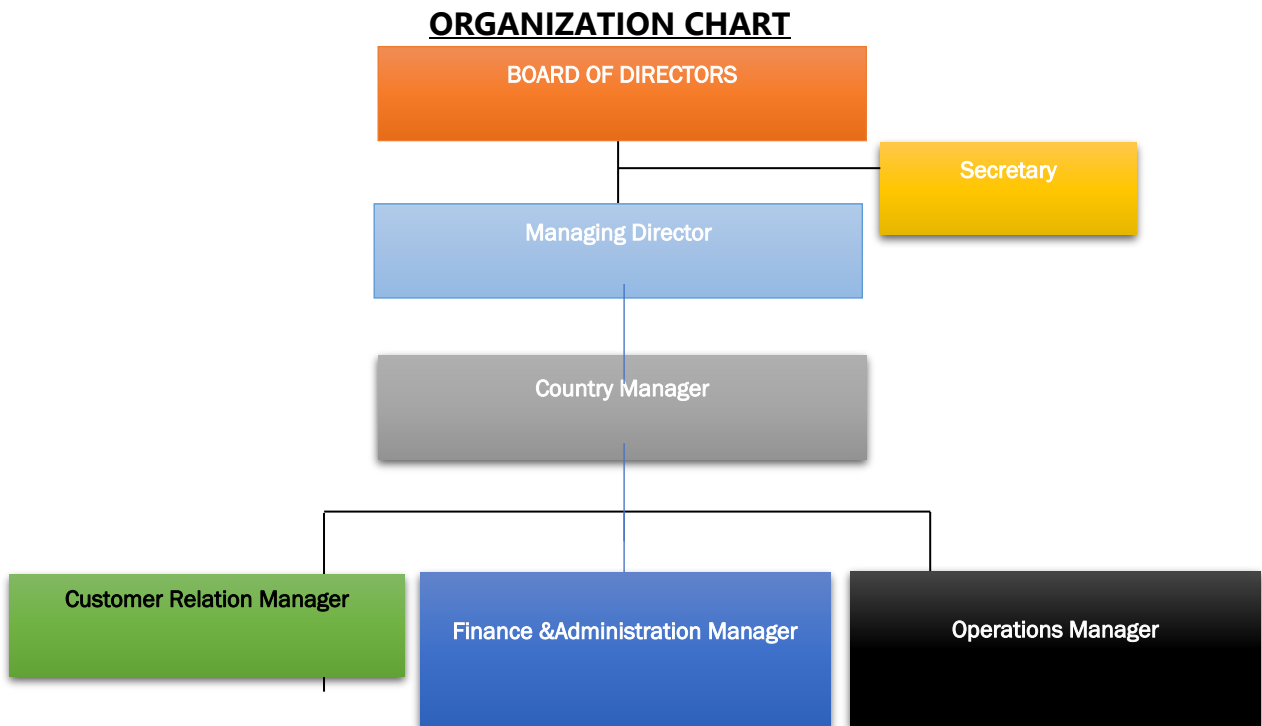 ORGANIZATION CHART
BOARD OF DIRECTORS
Secretary
Managing Director
Country Manager
Customer Relation Manager
Finance &Administration Manager
Operations Manager